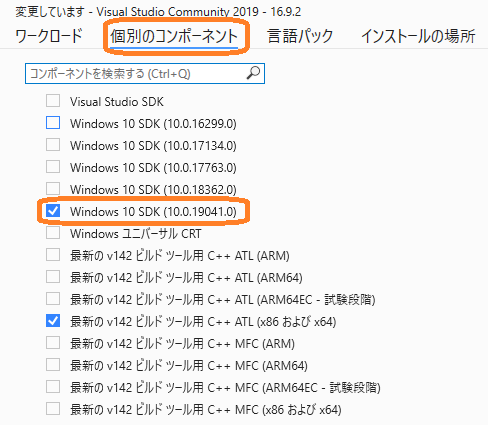 変更しています - Visual Studio Community 2019 - 16.9.2
ワークロード 個別のコンポーネント 言語パック インストールの場所
コンポーネントを検索する (Ctrl+Q)
Visual Studio SDK
Windows 10 SDK (10.0.16299.0)
Windows 10 SDK (10.0.17134.0)
Windows 10 SDK (10.0.17763.0)
Windows 10 SDK (10.0.18362.0)
Windows 10 SDK (10.0.19041.0)
Windows ユニバーサル CRT
最新の v142 ビルド ツール用 C++ ATL (ARM)
最新の v142 ビルド ツール用 C++ ATL (ARM64)
最新の v142 ビルド ツール用 C++ ATL (ARM64EC - 試験段階)
最新の v142 ビルド ツール用 C++ ATL (x86 および x64)
最新の v142 ビルド ツール用 C++ MFC (ARM)
最新の v142 ビルド ツール用 C++ MFC (ARM64)
最新の v142 ビルド ツール用 C++ MFC (ARM64EC - 試験段階)
最新の v142 ビルド ツール用 C++ MFC (x86 および x64)